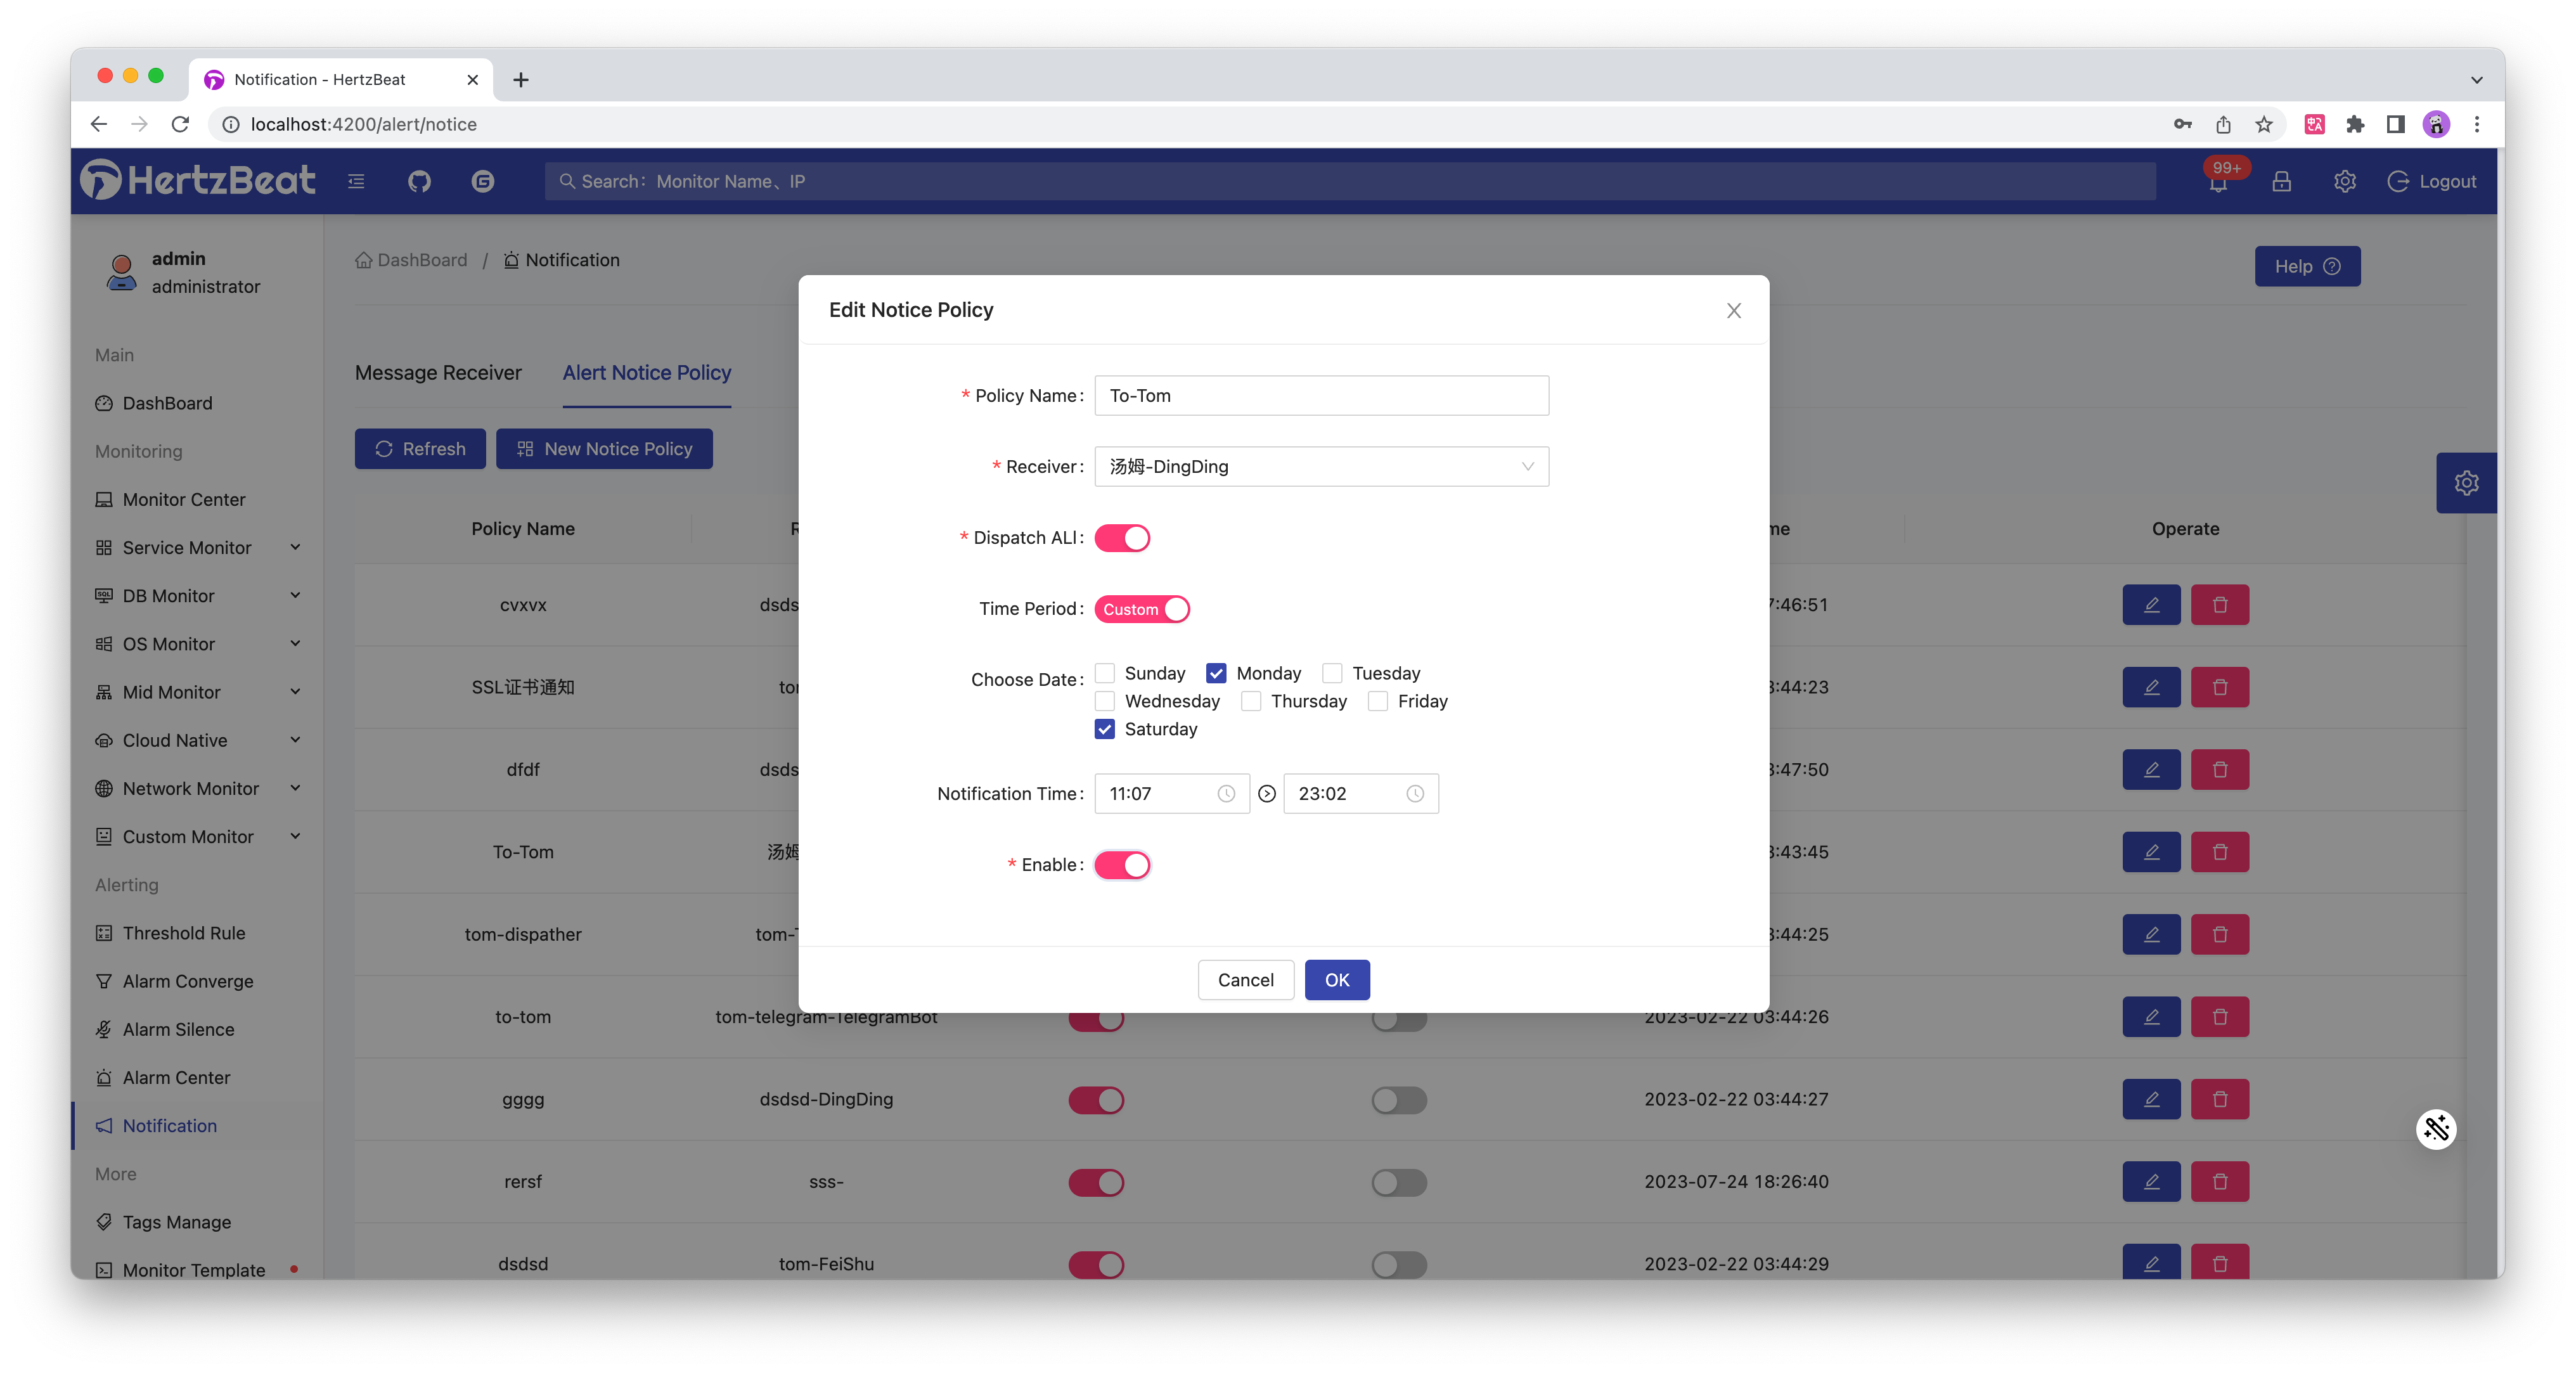 Notification - HertzBeat
localhost:4200/alert/notice
HertzBeat
Search：Monitor Name、IP
99+
Logout
admin
administrator
DashBoard / Notification
Help
Main
DashBoard
Monitoring
Monitor Center
Service Monitor
DB Monitor
OS Monitor
Mid Monitor
Cloud Native
Network Monitor
Custom Monitor
Alerting
Threshold Rule
Alarm Converge
Alarm Silence
Alarm Center
Notification
More
Tags Manage
Monitor Template
Message Receiver
Alert Notice Policy
Refresh
New Notice Policy
Policy Name
Operate
cvxvx
:46:51
SSL证书通知
:44:23
dfdf
:47:50
To-Tom
:43:45
tom-dispather
:44:25
to-tom tom-telegram-TelegramBot 2023-02-22 03:44:26
gggg dsdsd-DingDing 2023-02-22 03:44:27
rersf sss- 2023-07-24 18:26:40
dsdsd tom-FeiShu 2023-02-22 03:44:29
Edit Notice Policy
* Policy Name: To-Tom
* Receiver: 汤姆-DingDing
* Dispatch ALl:
Time Period: Custom
Choose Date: Sunday Monday Tuesday
Wednesday Thursday Friday
Saturday
Notification Time: 11:07 23:02
* Enable:
Cancel
OK